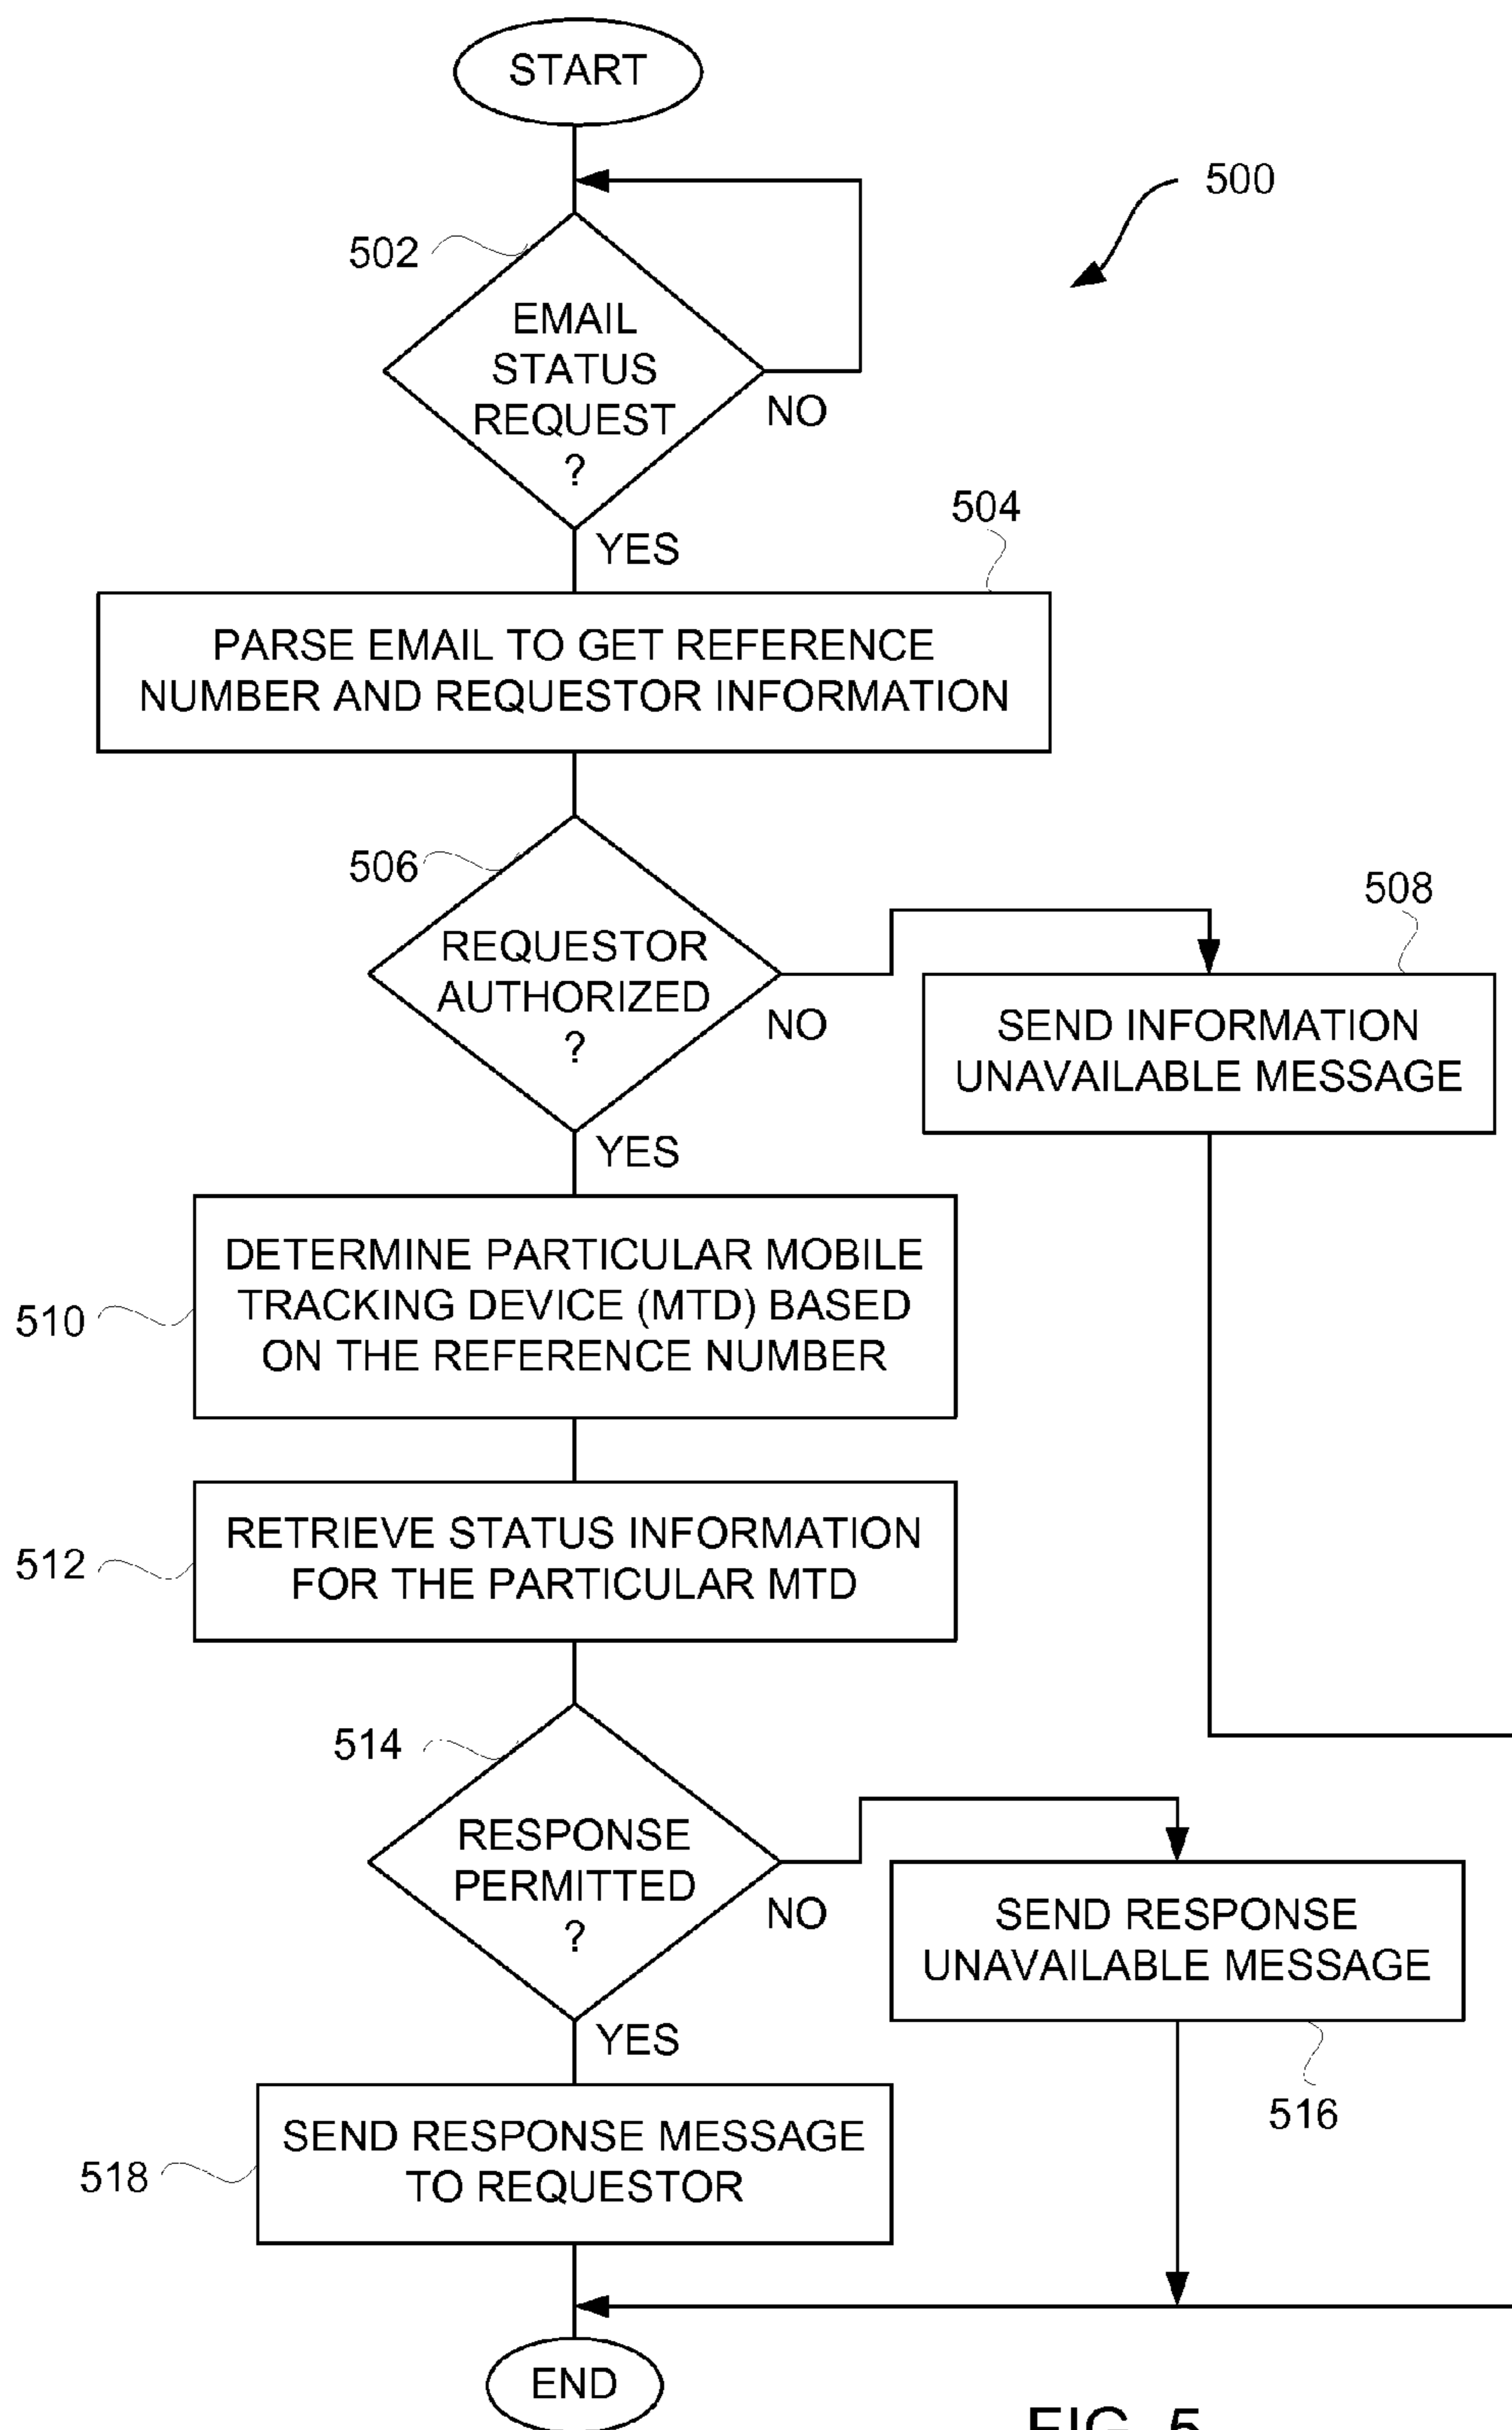 START
500
502
EMAIL
STATUS
REQUEST
?
NO
YES
504
PARSE EMAIL TO GET REFERENCE
NUMBER AND REQUESTOR INFORMATION
506
REQUESTOR
AUTHORIZED
?
NO
508
SEND INFORMATION
UNAVAILABLE MESSAGE
YES
510
DETERMINE PARTICULAR MOBILE
TRACKING DEVICE (MTD) BASED
ON THE REFERENCE NUMBER
512
RETRIEVE STATUS INFORMATION
FOR THE PARTICULAR MTD
514
RESPONSE
PERMITTED
?
NO
SEND RESPONSE
UNAVAILABLE MESSAGE
516
YES
518
SEND RESPONSE MESSAGE
TO REQUESTOR
END
FIG. 5